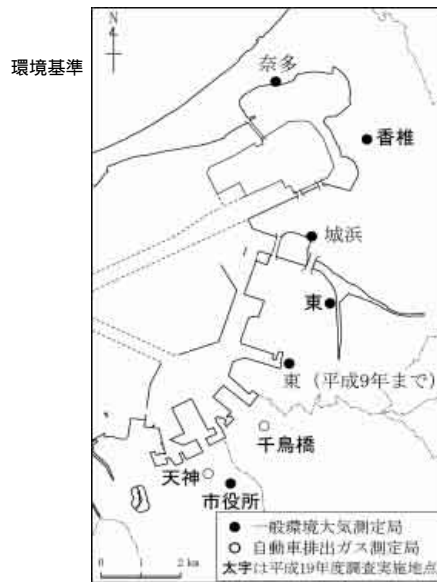 環境基準
N
4
奈多
香椎
城浜
東
東（平成9年まで）
千鳥橋
天神
市役所
● 一般環境大気測定局
○ 自動車排出ガス測定局
太字は平成19年度調査実施地点
0 1 2 km